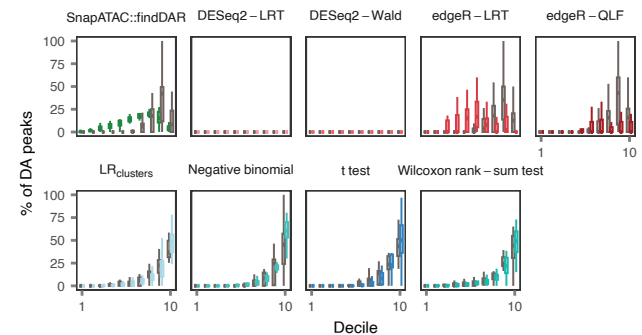 SnapATAC::findDAR DESeq2 – LRT DESeq2 – Wald edgeR – LRT edgeR – QLF
100
75
50
25
0
1 10
LRclusters Negative binomial t test Wilcoxon rank – sum test
100
75
50
25
0
1 10 1 10 1 10 1 10
% of DA peaks
Decile